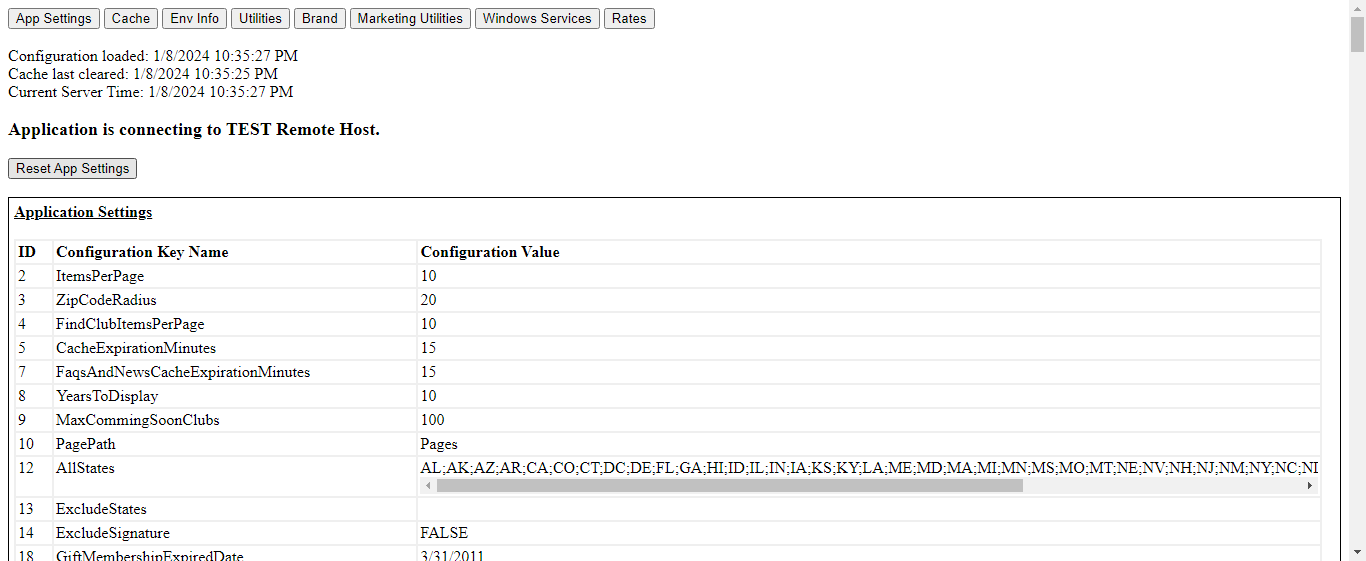 App Settings Cache Env Info Utilities Brand Marketing Utilities Windows Services Rates
Configuration loaded: 1/8/2024 10:35:27 PM
Cache last cleared: 1/8/2024 10:35:25 PM
Current Server Time: 1/8/2024 10:35:27 PM
Application is connecting to TEST Remote Host.
Reset App Settings
Application Settings
ID Configuration Key Name Configuration Value
2 ItemsPerPage 10
3 ZipCodeRadius 20
4 FindClubItemsPerPage 10
5 CacheExpirationMinutes 15
7 FaqsAndNewsCacheExpirationMinutes 15
8 YearsToDisplay 10
9 MaxCommingSoonClubs 100
10 PagePath Pages
12 AllStates AL;AK;AZ;AR;CA;CO;CT;DC;DE;FL;GA;HI;ID;IL;IN;IA;KS;KY;LA;ME;MD;MA;MI;MN;MS;MO;MT;NE;NV;NH;NJ;NM;NY;NC;
13 ExcludeStates
14 ExcludeSignature FALSE
18 GiftMembershipExpiredDate 3/31/2011